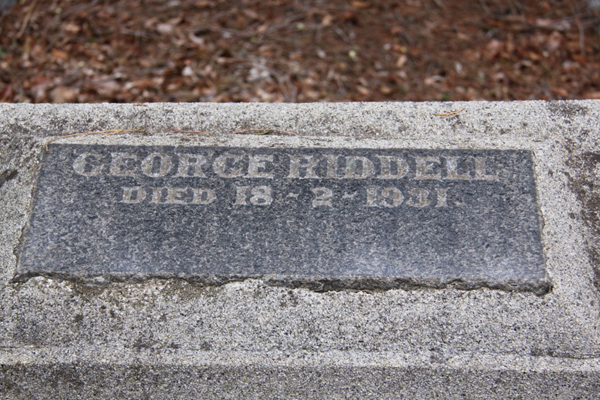 GEORGE RIDDELL
DIED 18-2-1931.